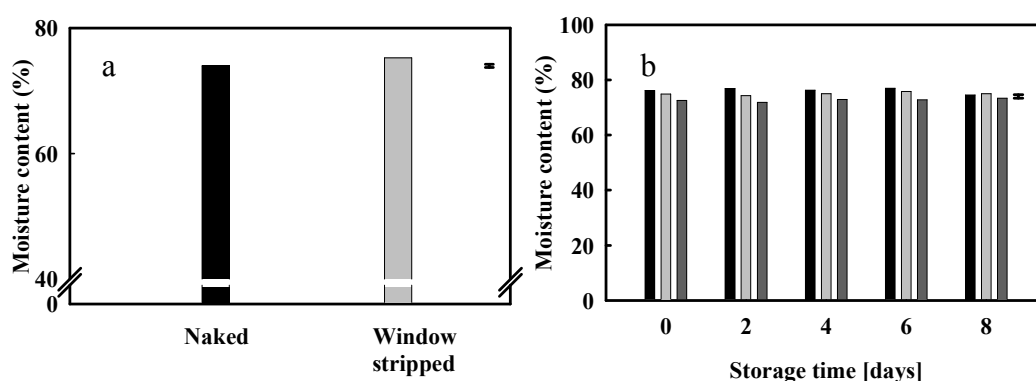 a
Moisture content (%)
80
60
40
0
Naked
Window
stripped
b
Moisture content (%)
100
80
60
40
20
0
0 2 4 6 8
Storage time [days]